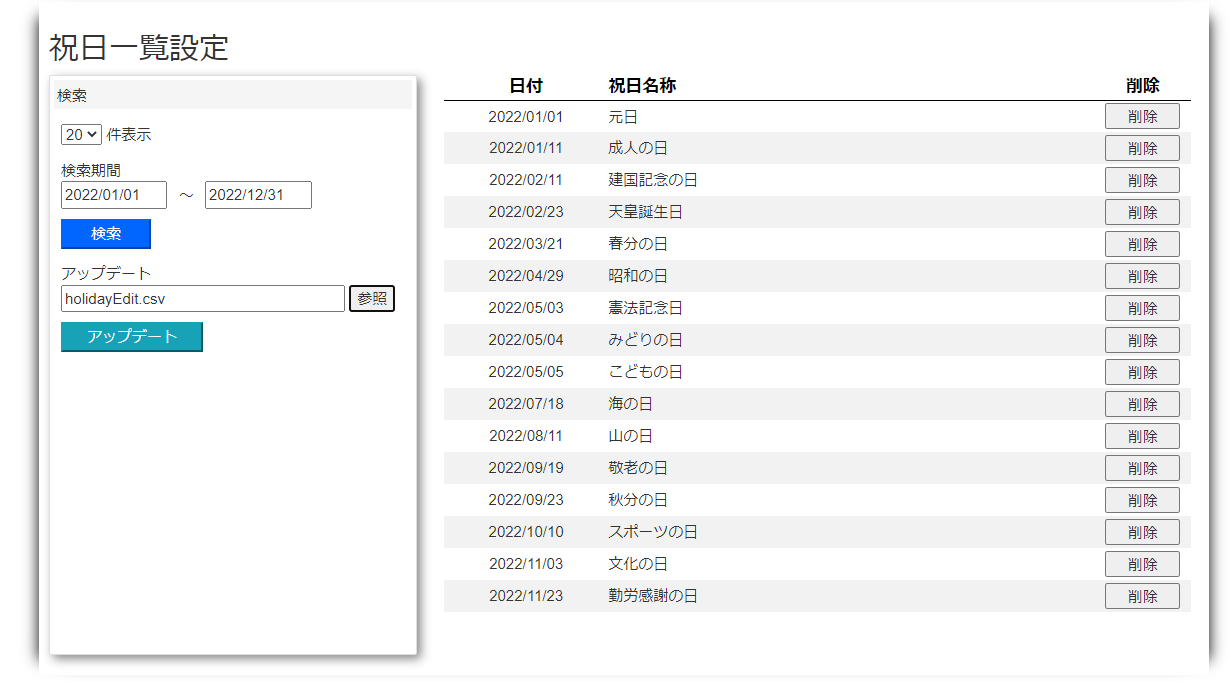 祝日一覧設定
検索
20 件表示
検索期間
2022/01/01 ～ 2022/12/31
検索
アップデート
holidayEdit.csv 参照
アップデート
日付 祝日名称 削除
2022/01/01 元日 削除
2022/01/11 成人の日 削除
2022/02/11 建国記念の日 削除
2022/02/23 天皇誕生日 削除
2022/03/21 春分の日 削除
2022/04/29 昭和の日 削除
2022/05/03 憲法記念日 削除
2022/05/04 みどりの日 削除
2022/05/05 こどもの日 削除
2022/07/18 海の日 削除
2022/08/11 山の日 削除
2022/09/19 敬老の日 削除
2022/09/23 秋分の日 削除
2022/10/10 スポーツの日 削除
2022/11/03 文化の日 削除
2022/11/23 勤労感謝の日 削除